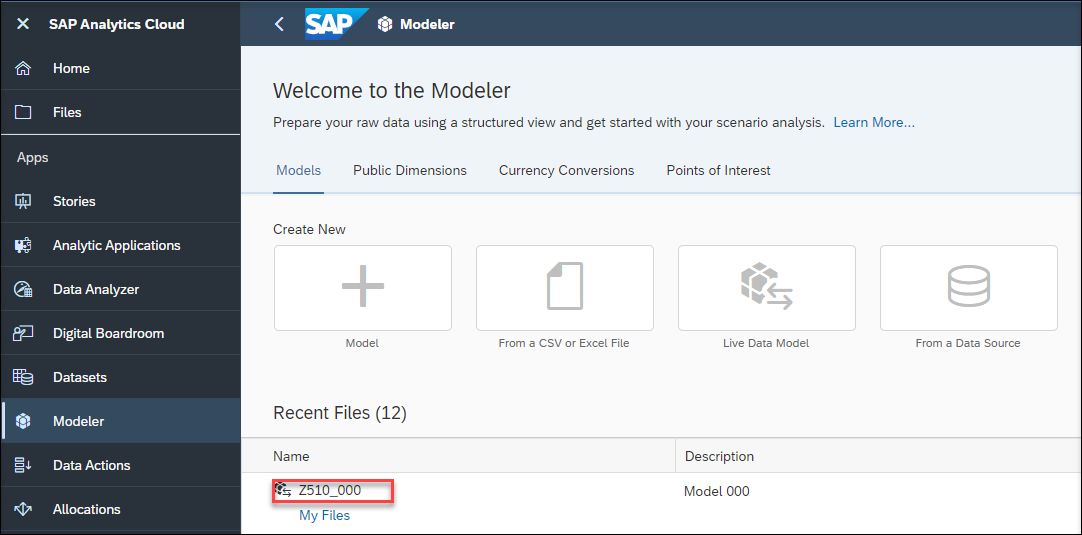 SAP Analytics Cloud
SAP Modeler
Home
Files
Apps
Stories
Analytic Applications
Data Analyzer
Digital Boardroom
Datasets
Modeler
Data Actions
Allocations
Welcome to the Modeler
Prepare your raw data using a structured view and get started with your scenario analysis. Learn More...
Models Public Dimensions Currency Conversions Points of Interest
Create New
Model From a CSV or Excel File Live Data Model From a Data Source
Recent Files (12)
Name Description
Z510_000 Model 000
My Files